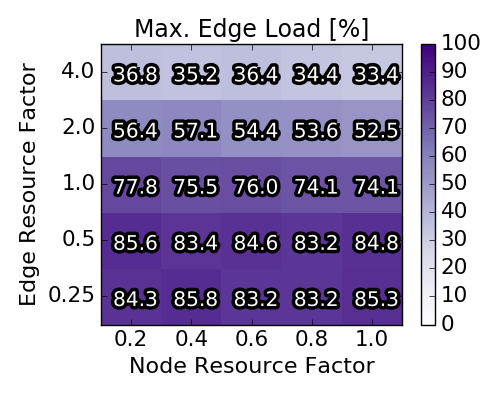 Max. Edge Load [%]
Edge Resource Factor
4.0 36.8 35.2 36.4 34.4 33.4
2.0 56.4 57.1 54.4 53.6 52.5
1.0 77.8 75.5 76.0 74.1 74.1
0.5 85.6 83.4 84.6 83.2 84.8
0.25 84.3 85.8 83.2 83.2 85.3
0.2 0.4 0.6 0.8 1.0
Node Resource Factor
100
90
80
70
60
50
40
30
20
10
0